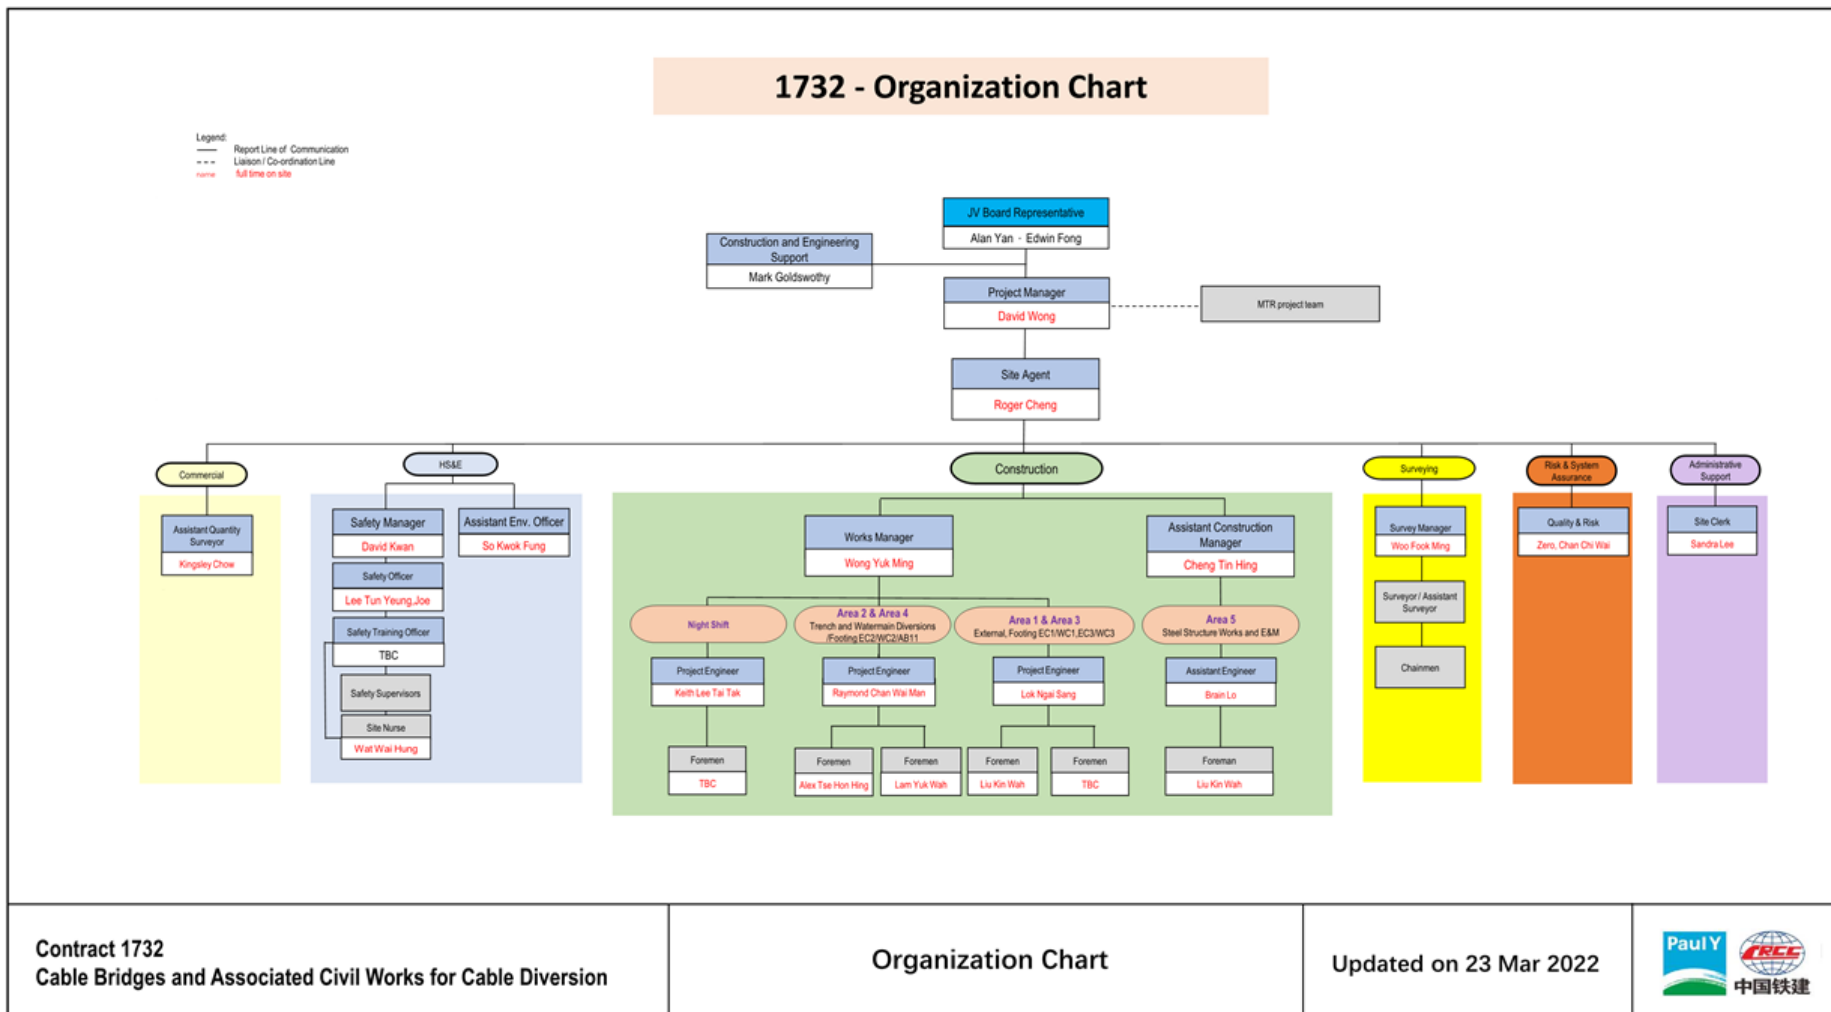 1732 - Organization Chart
Legend:
Report Line of Communication
Liaison / Co-ordination Line
name full time on site
JV Board Representative
Alan Yan - Edwin Fong
Construction and Engineering
Support
Mark Goldswothy
Project Manager
David Wong
MTR project team
Site Agent
Roger Cheng
Commercial
Assistant Quantity
Surveyor
Kingsley Chow
HS&E
Safety Manager
David Kwan
Assistant Env. Officer
So Kwok Fung
Safety Officer
Lee Tun Yeung,Joe
Safety Training Officer
TBC
Safety Supervisors
Site Nurse
Wat Wai Hung
Construction
Works Manager
Wong Yuk Ming
Assistant Construction
Manager
Cheng Tin Hing
Night Shift
Project Engineer
Keith Lee Tai Tak
Foremen
TBC
Area 2 & Area 4
Trench and Watermain Diversions
/Footing EC2/WC2/AB11
Project Engineer
Raymond Chan Wai Man
Foremen
Alex Tse Hon Hing
Foremen
Lam Yuk Wah
Area 1 & Area 3
External, Footing EC1/WC1,EC3/WC3
Project Engineer
Lok Ngai Sang
Foremen
Liu Kin Wah
Foremen
TBC
Area 5
Steel Structure Works and E&M
Assistant Engineer
Brain Lo
Foreman
Liu Kin Wah
Surveying
Survey Manager
Woo Fook Ming
Surveyor / Assistant
Surveyor
Chainmen
Risk & System
Assurance
Quality & Risk
Zero, Chan Chi Wai
Administrative
Support
Site Clerk
Sandra Lee
Contract 1732
Cable Bridges and Associated Civil Works for Cable Diversion
Organization Chart
Updated on 23 Mar 2022
Paul Y
CRCC
中国铁建